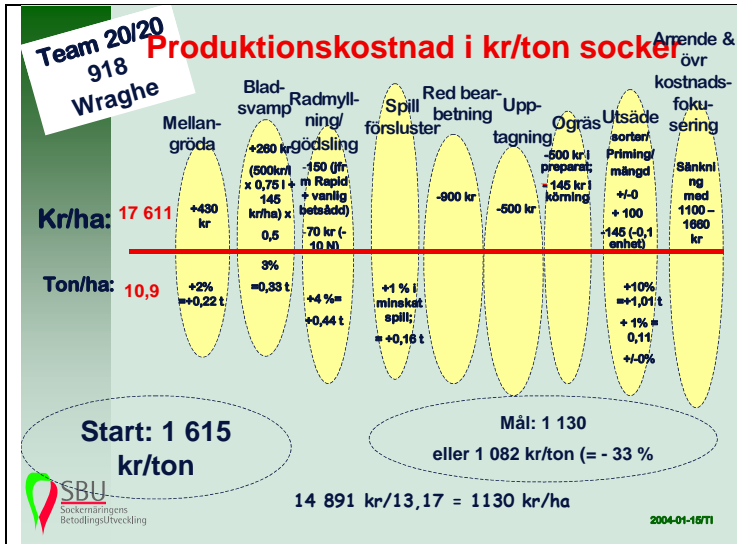 Team 20/20
918
Wraghe
Produktionskostnad i kr/ton socker
Mellan-
gröda
Blad-
svamp
Radmyll-
ning/
gödsling
Spill
försluster
Red bear-
betning
Upp-
tagning
Ogräs
Utsäde
Arrende &
övr
kostnads-
foku-
sering
Kr/ha:
17 611
+430
kr
+260 kr
(500kr/l
x 0,75 l +
145
kr/ha) x
0,5
-150 (jfr
m Rapid
+ vanlig
betsådd)
-70 kr (-
10 N)
-900 kr
-500 kr
-500 kr i
preparat;
- 145 kr i
körning
sorter/
Priming/
mängd
+/-0
+ 100
-145 (-0,1
enhet)
Sänkni
ng
med
1100 –
1660
kr
Ton/ha:
10,9
+2%
=+0,22 t
3%
=0,33 t
+4 %=
+0,44 t
+1 % i
minskat
spill;
= +0,16 t
+10%
=+1,01 t
+ 1% =
0,11
+/-0%
Start: 1 615
kr/ton
Mål: 1 130
eller 1 082 kr/ton (= - 33 %
14 891 kr/13,17 = 1130 kr/ha
SBU
Sockernäringens
BetodlingsUtveckling
2004-01-15/TI